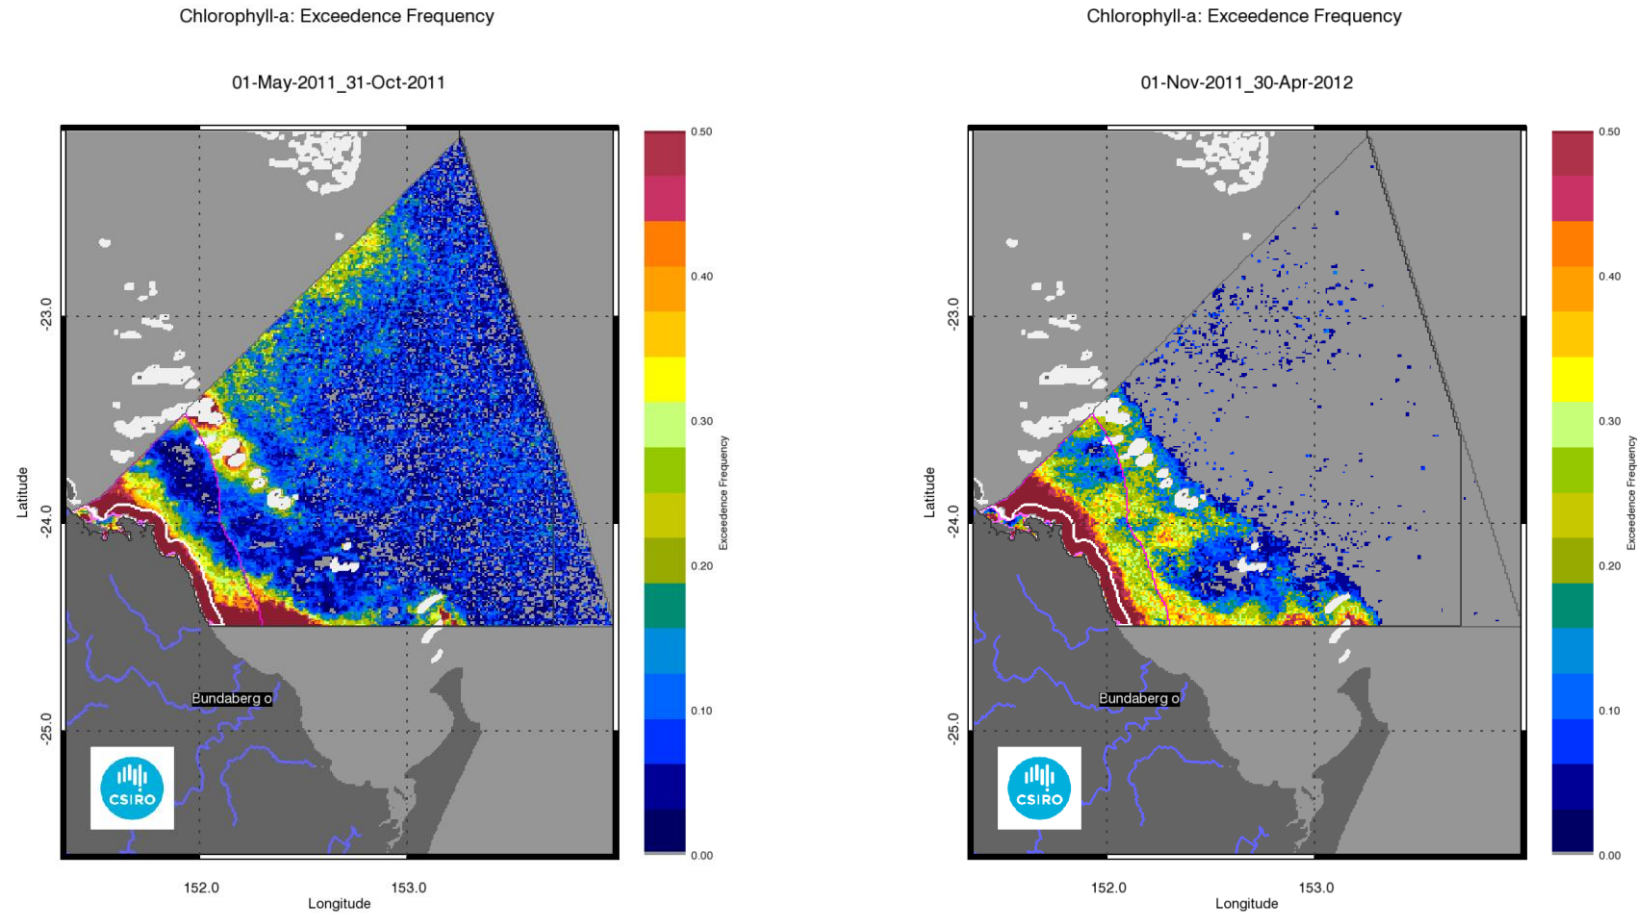 Chlorophyll-a: Exceedence Frequency
01-May-2011_31-Oct-2011
0.50
0.40
0.30
0.20
0.10
0.00
Exceedence Frequency
-23.0
-24.0
-25.0
Latitude
Bundaberg o
CSIRO
152.0 153.0
Longitude
Chlorophyll-a: Exceedence Frequency
01-Nov-2011_30-Apr-2012
0.50
0.40
0.30
0.20
0.10
0.00
Exceedence Frequency
-23.0
-24.0
-25.0
Latitude
Bundaberg o
CSIRO
152.0 153.0
Longitude